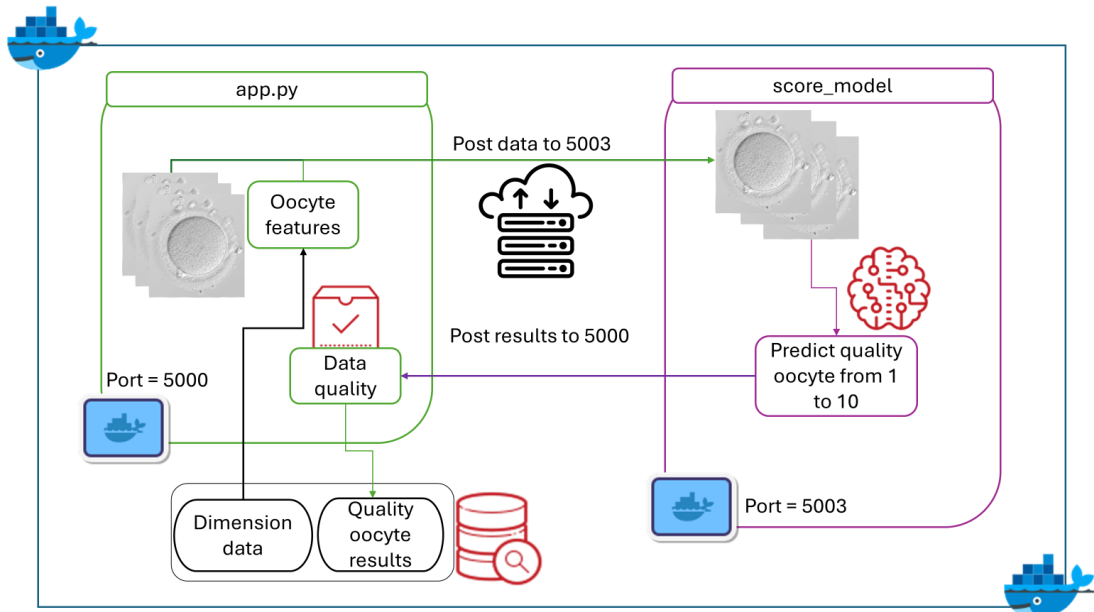 app.py
score_model
Post data to 5003
Oocyte
features
Post results to 5000
Data
quality
Predict quality
oocyte from 1
to 10
Port = 5000
Port = 5003
Dimension
data
Quality
oocyte
results